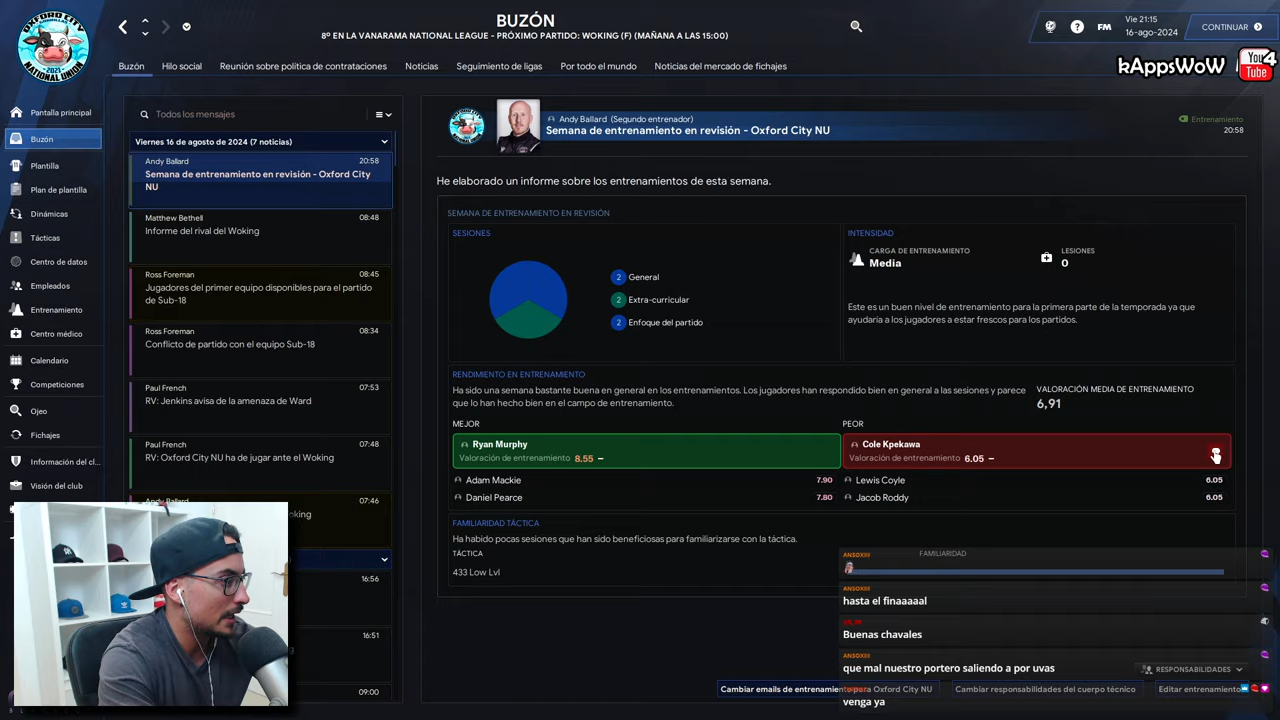 BUZÓN
8º EN LA VANARAMA NATIONAL LEAGUE - PRÓXIMO PARTIDO: WOKING (F) (MAÑANA A LAS 15:00)
FM
Vie 21:15
16-ago-2024
CONTINUAR
OXFORD CITY
2021
NATIONAL UNION
Buzón
Hilo social
Reunión sobre política de contrataciones
Noticias
Seguimiento de ligas
Por todo el mundo
Noticias del mercado de fichajes
kAppsWoW
You
Tube
Pantalla principal
Buzón
Plantilla
Plan de plantilla
Dinámicas
Tácticas
Centro de datos
Empleados
Entrenamiento
Centro médico
Calendario
Competiciones
Ojeo
Fichajes
Información del cl...
Visión del club
Todos los mensajes
Viernes 16 de agosto de 2024 (7 noticias)
Andy Ballard 20:58
Semana de entrenamiento en revisión - Oxford City
NU
Matthew Bethell 08:48
Informe del rival del Woking
Ross Foreman 08:45
Jugadores del primer equipo disponibles para el partido
de Sub-18
Ross Foreman 08:34
Conflicto de partido con el equipo Sub-18
Paul French 07:53
RV: Jenkins avisa de la amenaza de Ward
Paul French 07:48
RV: Oxford City NU ha de jugar ante el Woking
Andy Ballard 07:46
oking
16:56
16:51
09:00
Andy Ballard (Segundo entrenador)
Semana de entrenamiento en revisión - Oxford City NU
Entrenamiento
20:58
He elaborado un informe sobre los entrenamientos de esta semana.
SEMANA DE ENTRENAMIENTO EN REVISIÓN
SESIONES
2 General
2 Extra-curricular
2 Enfoque del partido
INTENSIDAD
CARGA DE ENTRENAMIENTO
Media
LESIONES
0
Este es un buen nivel de entrenamiento para la primera parte de la temporada ya que
ayudaría a los jugadores a estar frescos para los partidos.
RENDIMIENTO EN ENTRENAMIENTO
Ha sido una semana bastante buena en general en los entrenamientos. Los jugadores han respondido bien en general a las sesiones y parece
que lo han hecho bien en el campo de entrenamiento.
VALORACIÓN MEDIA DE ENTRENAMIENTO
6,91
MEJOR
Ryan Murphy
Valoración de entrenamiento 8.55 –
Adam Mackie 7.90
Daniel Pearce 7.80
PEOR
Cole Kpekawa
Valoración de entrenamiento 6.05 –
Lewis Coyle 6.05
Jacob Roddy 6.05
FAMILIARIDAD TÁCTICA
Ha habido pocas sesiones que han sido beneficiosas para familiarizarse con la táctica.
TÁCTICA
433 Low Lvl
FAMILIARIDAD
ANSOXIII
ANSOXIII
hasta el finaaaaal
Buenas chavales
ANSOXIII
que mal nuestro portero saliendo a por uvas
venga ya
RESPONSABILIDADES
Cambiar emails de entrenamiento para Oxford City NU
Cambiar responsabilidades del cuerpo técnico
Editar entrenamiento